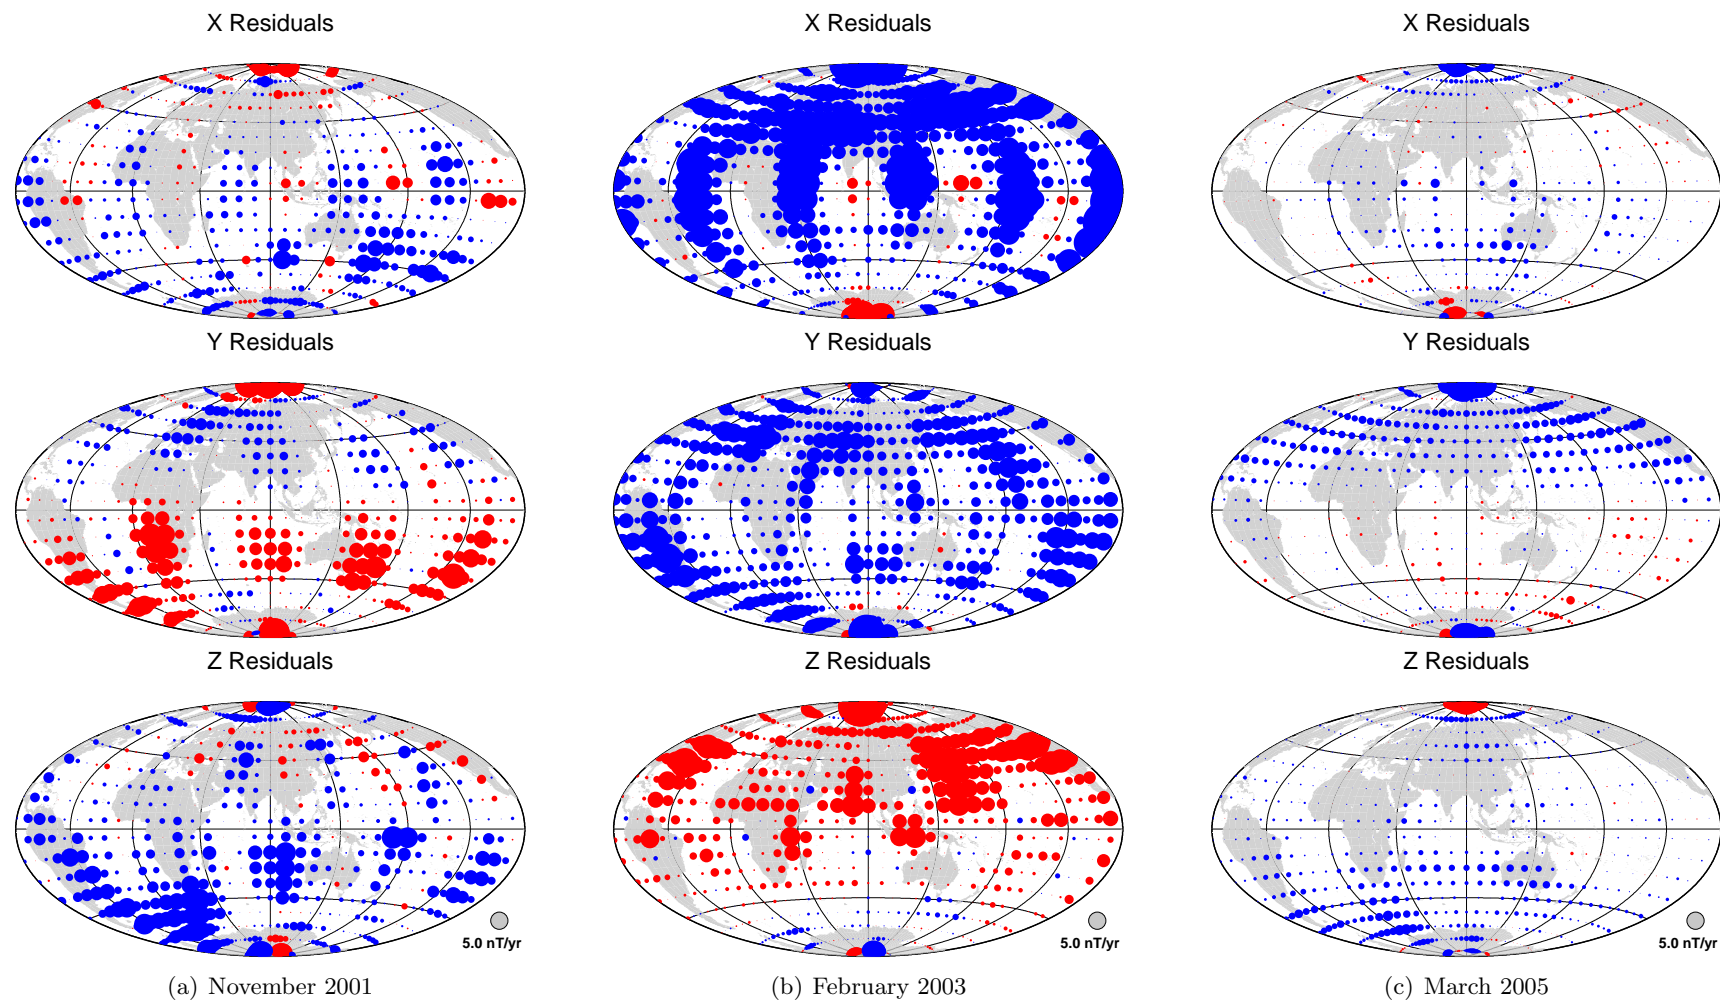 X Residuals
X Residuals
X Residuals
Y Residuals
Y Residuals
Y Residuals
Z Residuals
Z Residuals
Z Residuals
5.0 nT/yr
5.0 nT/yr
5.0 nT/yr
(a) November 2001
(b) February 2003
(c) March 2005